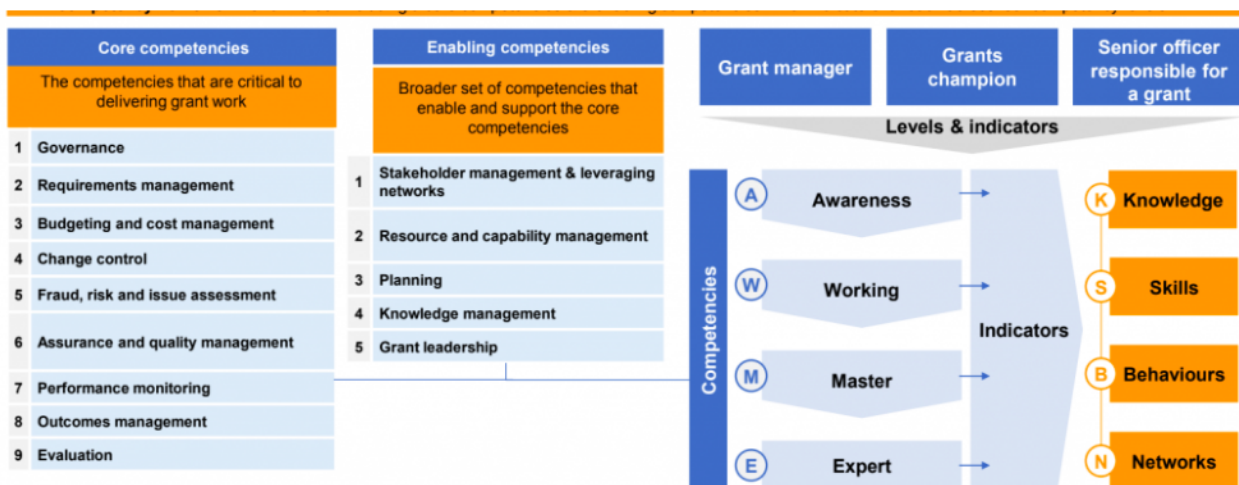 Core competencies
The competencies that are critical to
delivering grant work
1 Governance
2 Requirements management
3 Budgeting and cost management
4 Change control
5 Fraud, risk and issue assessment
6 Assurance and quality management
7 Performance monitoring
8 Outcomes management
9 Evaluation
Enabling competencies
Broader set of competencies that
enable and support the core
competencies
1 Stakeholder management & leveraging
networks
2 Resource and capability management
3 Planning
4 Knowledge management
5 Grant leadership
Grant manager
Grants
champion
Senior officer
responsible for
a grant
Levels & indicators
Competencies
A Awareness
W Working
M Master
E Expert
Indicators
K Knowledge
S Skills
B Behaviours
N Networks